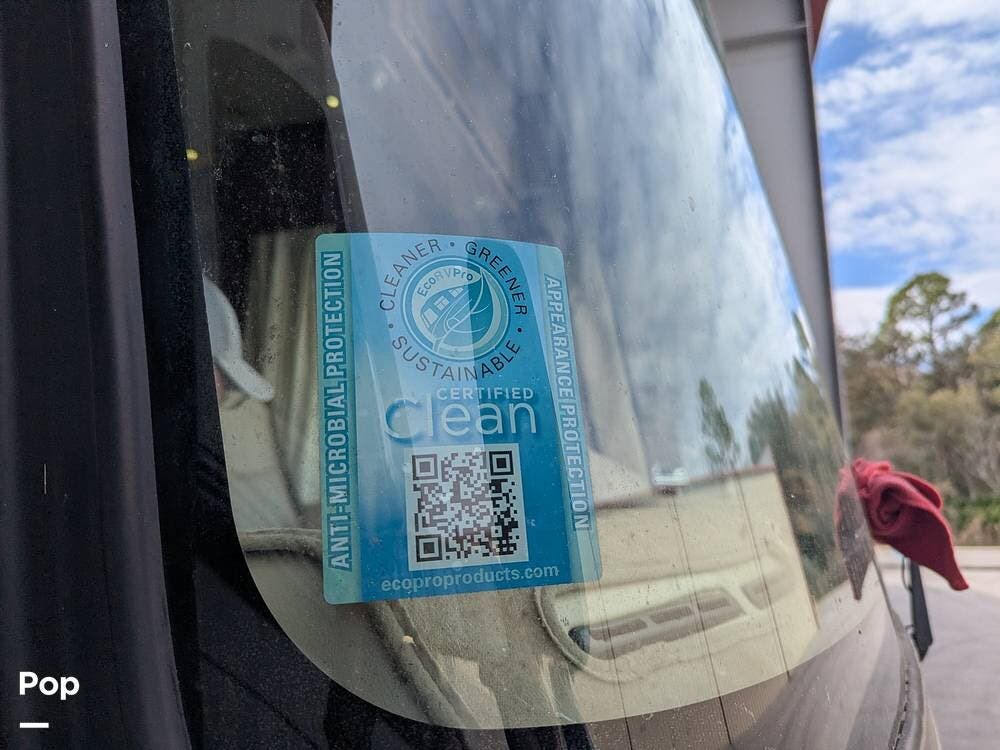 CLEANER • GREENER •
SUSTAINABLE •
EcoRVPro
ANTI-MICROBIAL PROTECTION
APPEARANCE PROTECTION
CERTIFIED
Clean
ecoproproducts.com
Pop